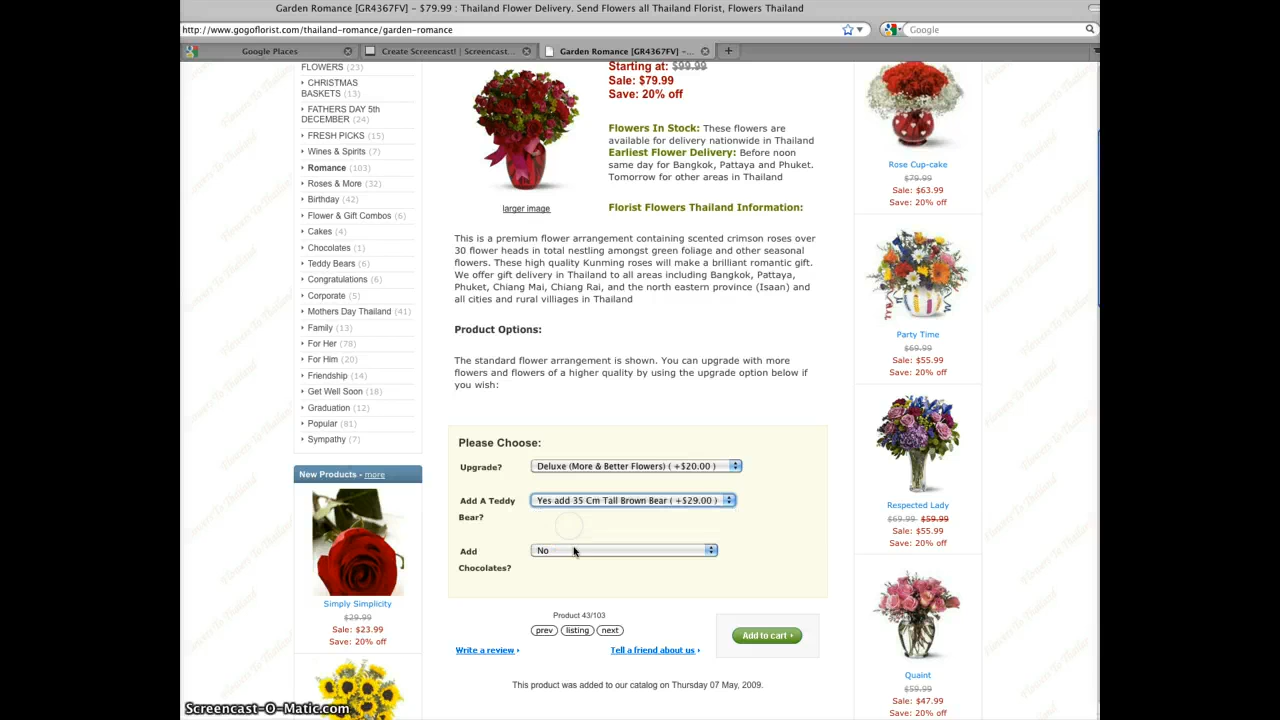 Garden Romance [GR4367FV] – $79.99 : Thailand Flower Delivery. Send Flowers all Thailand Florist, Flowers Thailand
http://www.gogoflorist.com/thailand-romance/garden-romance
Google
Google Places
Create Screencast! | Screencast...
Garden Romance [GR4367FV] –...
FLOWERS (23)
CHRISTMAS
BASKETS (13)
FATHERS DAY 5th
DECEMBER (24)
FRESH PICKS (15)
Wines & Spirits (7)
Romance (103)
Roses & More (32)
Birthday (42)
Flower & Gift Combos (6)
Cakes (4)
Chocolates (1)
Teddy Bears (6)
Congratulations (6)
Corporate (5)
Mothers Day Thailand (41)
Family (13)
For Her (78)
For Him (20)
Friendship (14)
Get Well Soon (18)
Graduation (12)
Popular (81)
Sympathy (7)
New Products - more
Simply Simplicity
$29.99
Sale: $23.99
Save: 20% off
Starting at: $99.99
Sale: $79.99
Save: 20% off
Flowers In Stock: These flowers are
available for delivery nationwide in Thailand
Earliest Flower Delivery: Before noon
same day for Bangkok, Pattaya and Phuket.
Tomorrow for other areas in Thailand
larger image
Florist Flowers Thailand Information:
This is a premium flower arrangement containing scented crimson roses over
30 flower heads in total nestling amongst green foliage and other seasonal
flowers. These high quality Kunming roses will make a brilliant romantic gift.
We offer gift delivery in Thailand to all areas including Bangkok, Pattaya,
Phuket, Chiang Mai, Chiang Rai, and the north eastern province (Isaan) and
all cities and rural villiages in Thailand
Product Options:
The standard flower arrangement is shown. You can upgrade with more
flowers and flowers of a higher quality by using the upgrade option below if
you wish:
Please Choose:
Upgrade? Deluxe (More & Better Flowers) ( +$20.00 )
Add A Teddy Yes add 35 Cm Tall Brown Bear ( +$29.00 )
Bear?
Add No
Chocolates?
Product 43/103
prev listing next
Add to cart
Write a review
Tell a friend about us
This product was added to our catalog on Thursday 07 May, 2009.
Rose Cup-cake
$79.99
Sale: $63.99
Save: 20% off
Party Time
$69.99
Sale: $55.99
Save: 20% off
Respected Lady
$69.99 $59.99
Sale: $55.99
Save: 20% off
Quaint
$59.99
Sale: $47.99
Save: 20% off
Screencast-O-Matic.com